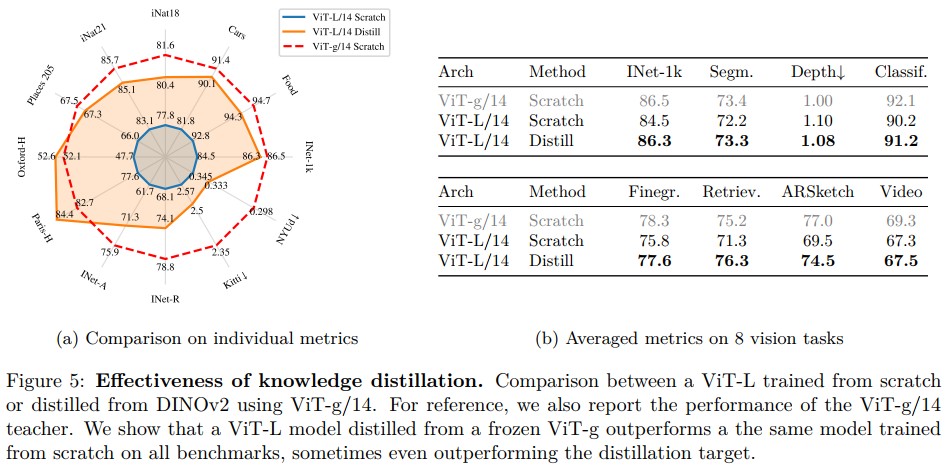 iNat18
iNat21
Cars
Places 205
Food
Oxford-H
INet-1k
Paris-H
NYUd↓
INet-A
Kitti↓
INet-R
81.6
91.4
85.7
94.7
67.5
80.4
90.1
85.1
94.3
67.3
77.8
83.1
81.8
66.0
92.8
52.6
52.1
47.7
84.5
86.3
86.5
77.6
0.345
0.333
61.7
2.57
68.1
82.7
84.4
2.5
0.298
71.3
74.1
75.9
2.35
78.8
ViT-L/14 Scratch
ViT-L/14 Distill
ViT-g/14 Scratch
(a) Comparison on individual metrics
Arch Method INet-1k Segm. Depth↓ Classif.
ViT-g/14 Scratch 86.5 73.4 1.00 92.1
ViT-L/14 Scratch 84.5 72.2 1.10 90.2
ViT-L/14 Distill 86.3 73.3 1.08 91.2
Arch Method Finegr. Retriev. ARSketch Video
ViT-g/14 Scratch 78.3 75.2 77.0 69.3
ViT-L/14 Scratch 75.8 71.3 69.5 67.3
ViT-L/14 Distill 77.6 76.3 74.5 67.5
(b) Averaged metrics on 8 vision tasks
Figure 5: Effectiveness of knowledge distillation. Comparison between a ViT-L trained from scratch
or distilled from DINOv2 using ViT-g/14. For reference, we also report the performance of the ViT-g/14
teacher. We show that a ViT-L model distilled from a frozen ViT-g outperforms a the same model trained
from scratch on all benchmarks, sometimes even outperforming the distillation target.